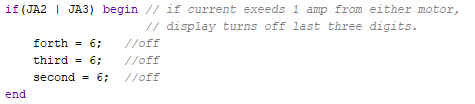 if(JA2 | JA3) begin // if current exeeds 1 amp from either motor,
// display turns off last three digits.
forth = 6; //off
third = 6; //off
second = 6; //off
end